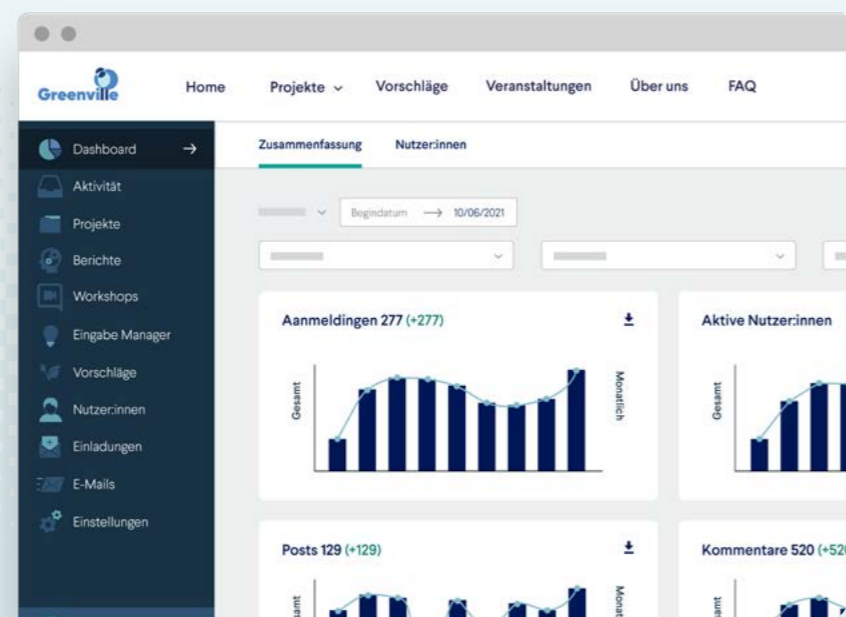 Greenville
Home Projekte Vorschläge Veranstaltungen Über uns FAQ
Dashboard
Aktivität
Projekte
Berichte
Workshops
Eingabe Manager
Vorschläge
Nutzer:innen
Einladungen
E-Mails
Einstellungen
Zusammenfassung Nutzer:innen
Begindatum → 10/06/2021
Anmeldingen 277 (+277)
Gesamt
Monatlich
Aktive Nutzer:innen
Gesamt
Posts 129 (+129)
Kommentare 520 (+520